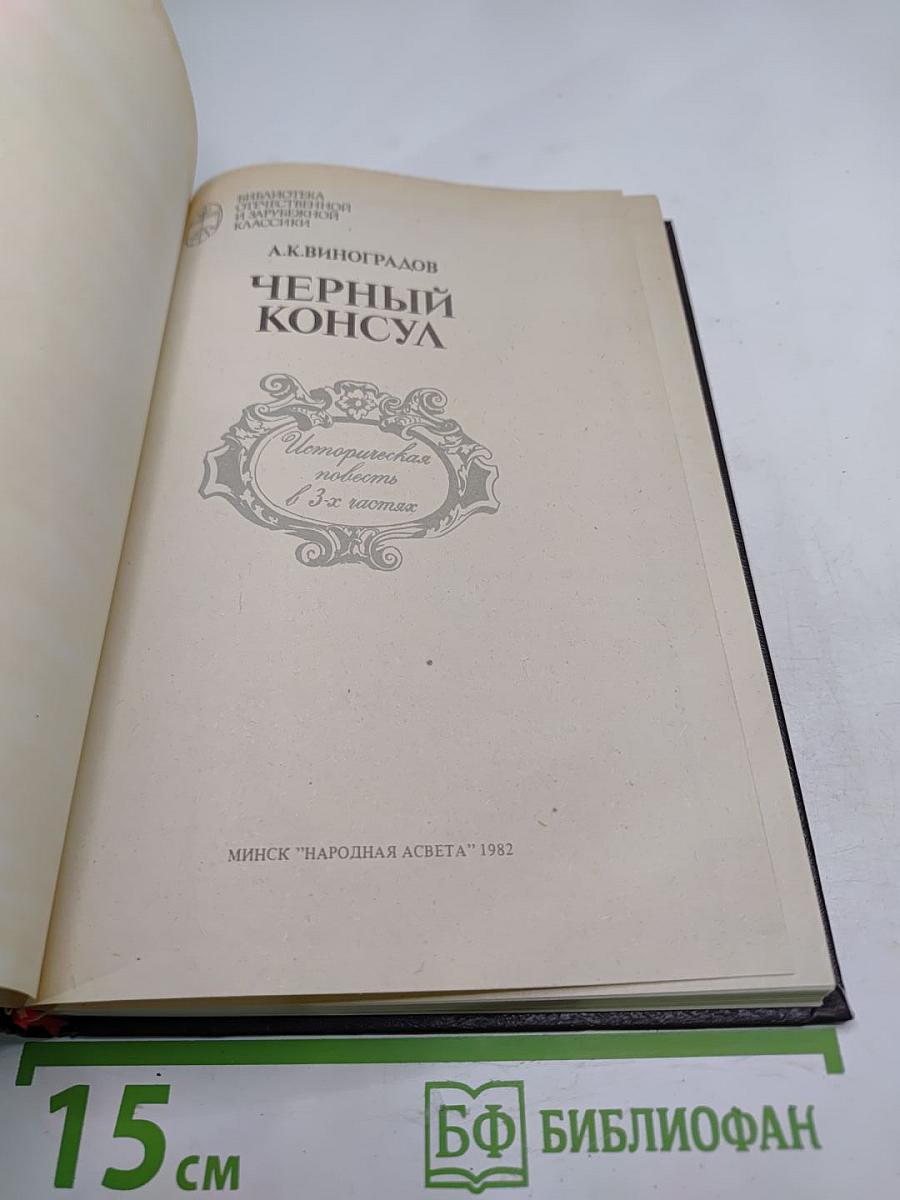 БИБЛИОТЕКА
ОТЕЧЕСТВЕННОЙ
И ЗАРУБЕЖНОЙ
КЛАССИКИ
А.К.ВИНОГРАДОВ
ЧЕРНЫЙ
КОНСУЛ
Историческая
повесть
в 3-х частях
МИНСК "НАРОДНАЯ АСВЕТА" 1982
15 см
БФ БИБЛИОФАН